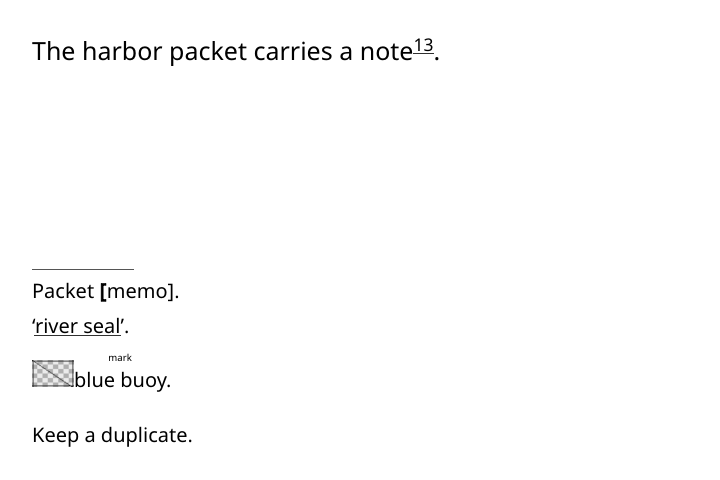 The harbor packet carries a note13.
Packet [memo].
‘river seal’.
mark
blue buoy.
Keep a duplicate.